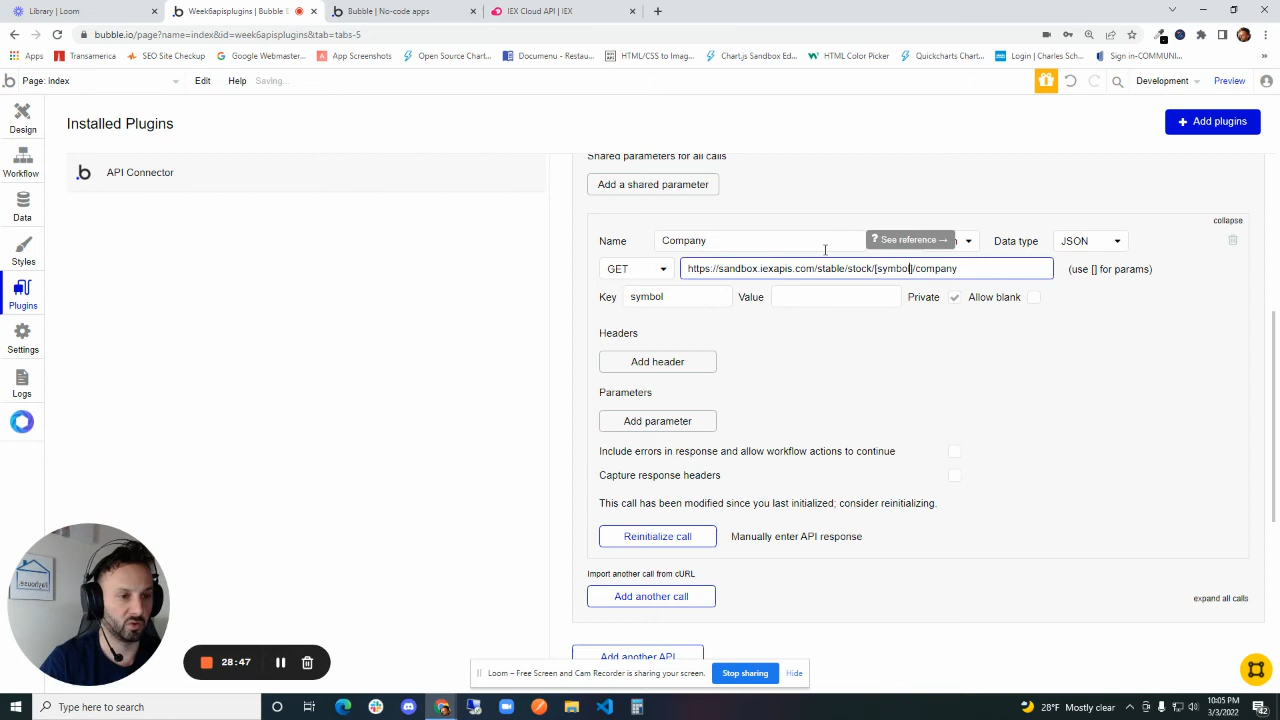 Library | Loom
Week6apisplugins | Bubble E
Bubble | No-code apps
IEX Cloud API | IEX
bubble.io/page?name=index&id=week6apisplugins&tab=tabs-5
Apps
Transamerica
SEO Site Checkup
Google Webmaster...
App Screenshots
Open Source Chart...
Documenu - Restau...
HTML/CSS to Imag...
Chart.js Sandbox Ed...
HTML Color Picker
Quickcharts Chart...
Login | Charles Sch...
Sign in-COMMUNI...
Page: Index
Edit
Help
Saving...
Development
Preview
Design
Workflow
Data
Styles
Plugins
Settings
Logs
Installed Plugins
Add plugins
API Connector
Shared parameters for all calls
Add a shared parameter
collapse
Name
Company
? See reference →
Data type
JSON
GET
https://sandbox.iexapis.com/stable/stock/[symbol]/company
(use [] for params)
Key
symbol
Value
Private
Allow blank
Headers
Add header
Parameters
Add parameter
Include errors in response and allow workflow actions to continue
Capture response headers
This call has been modified since you last initialized; consider reinitializing.
Reinitialize call
Manually enter API response
Import another call from cURL
Add another call
expand all calls
Add another API
28:47
Loom – Free Screen and Cam Recorder is sharing your screen.
Stop sharing
Hide
Type here to search
28°F Mostly clear
10:05 PM
3/3/2022
42